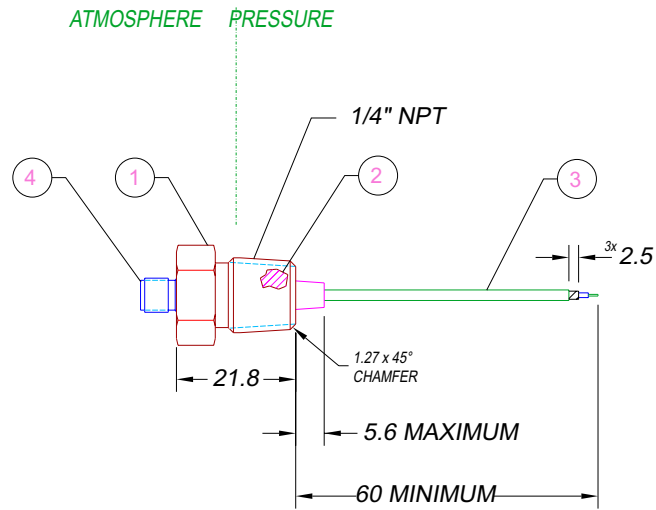 ATMOSPHERE PRESSURE
1/4" NPT
4
1
2
3
3x 2.5
1.27 x 45°
CHAMFER
21.8
5.6 MAXIMUM
60 MINIMUM